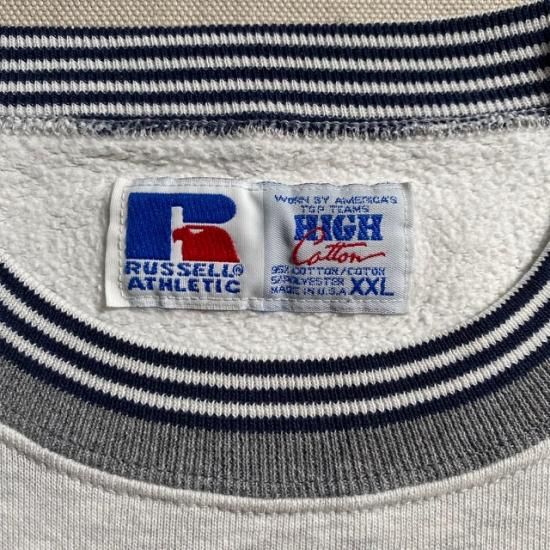 RUSSELL®
ATHLETIC
WORN BY AMERICA'S
TOP TEAMS
HIGH
Cotton
95% COTTON/COTON
5% POLYESTER
MADE IN U.S.A XXL